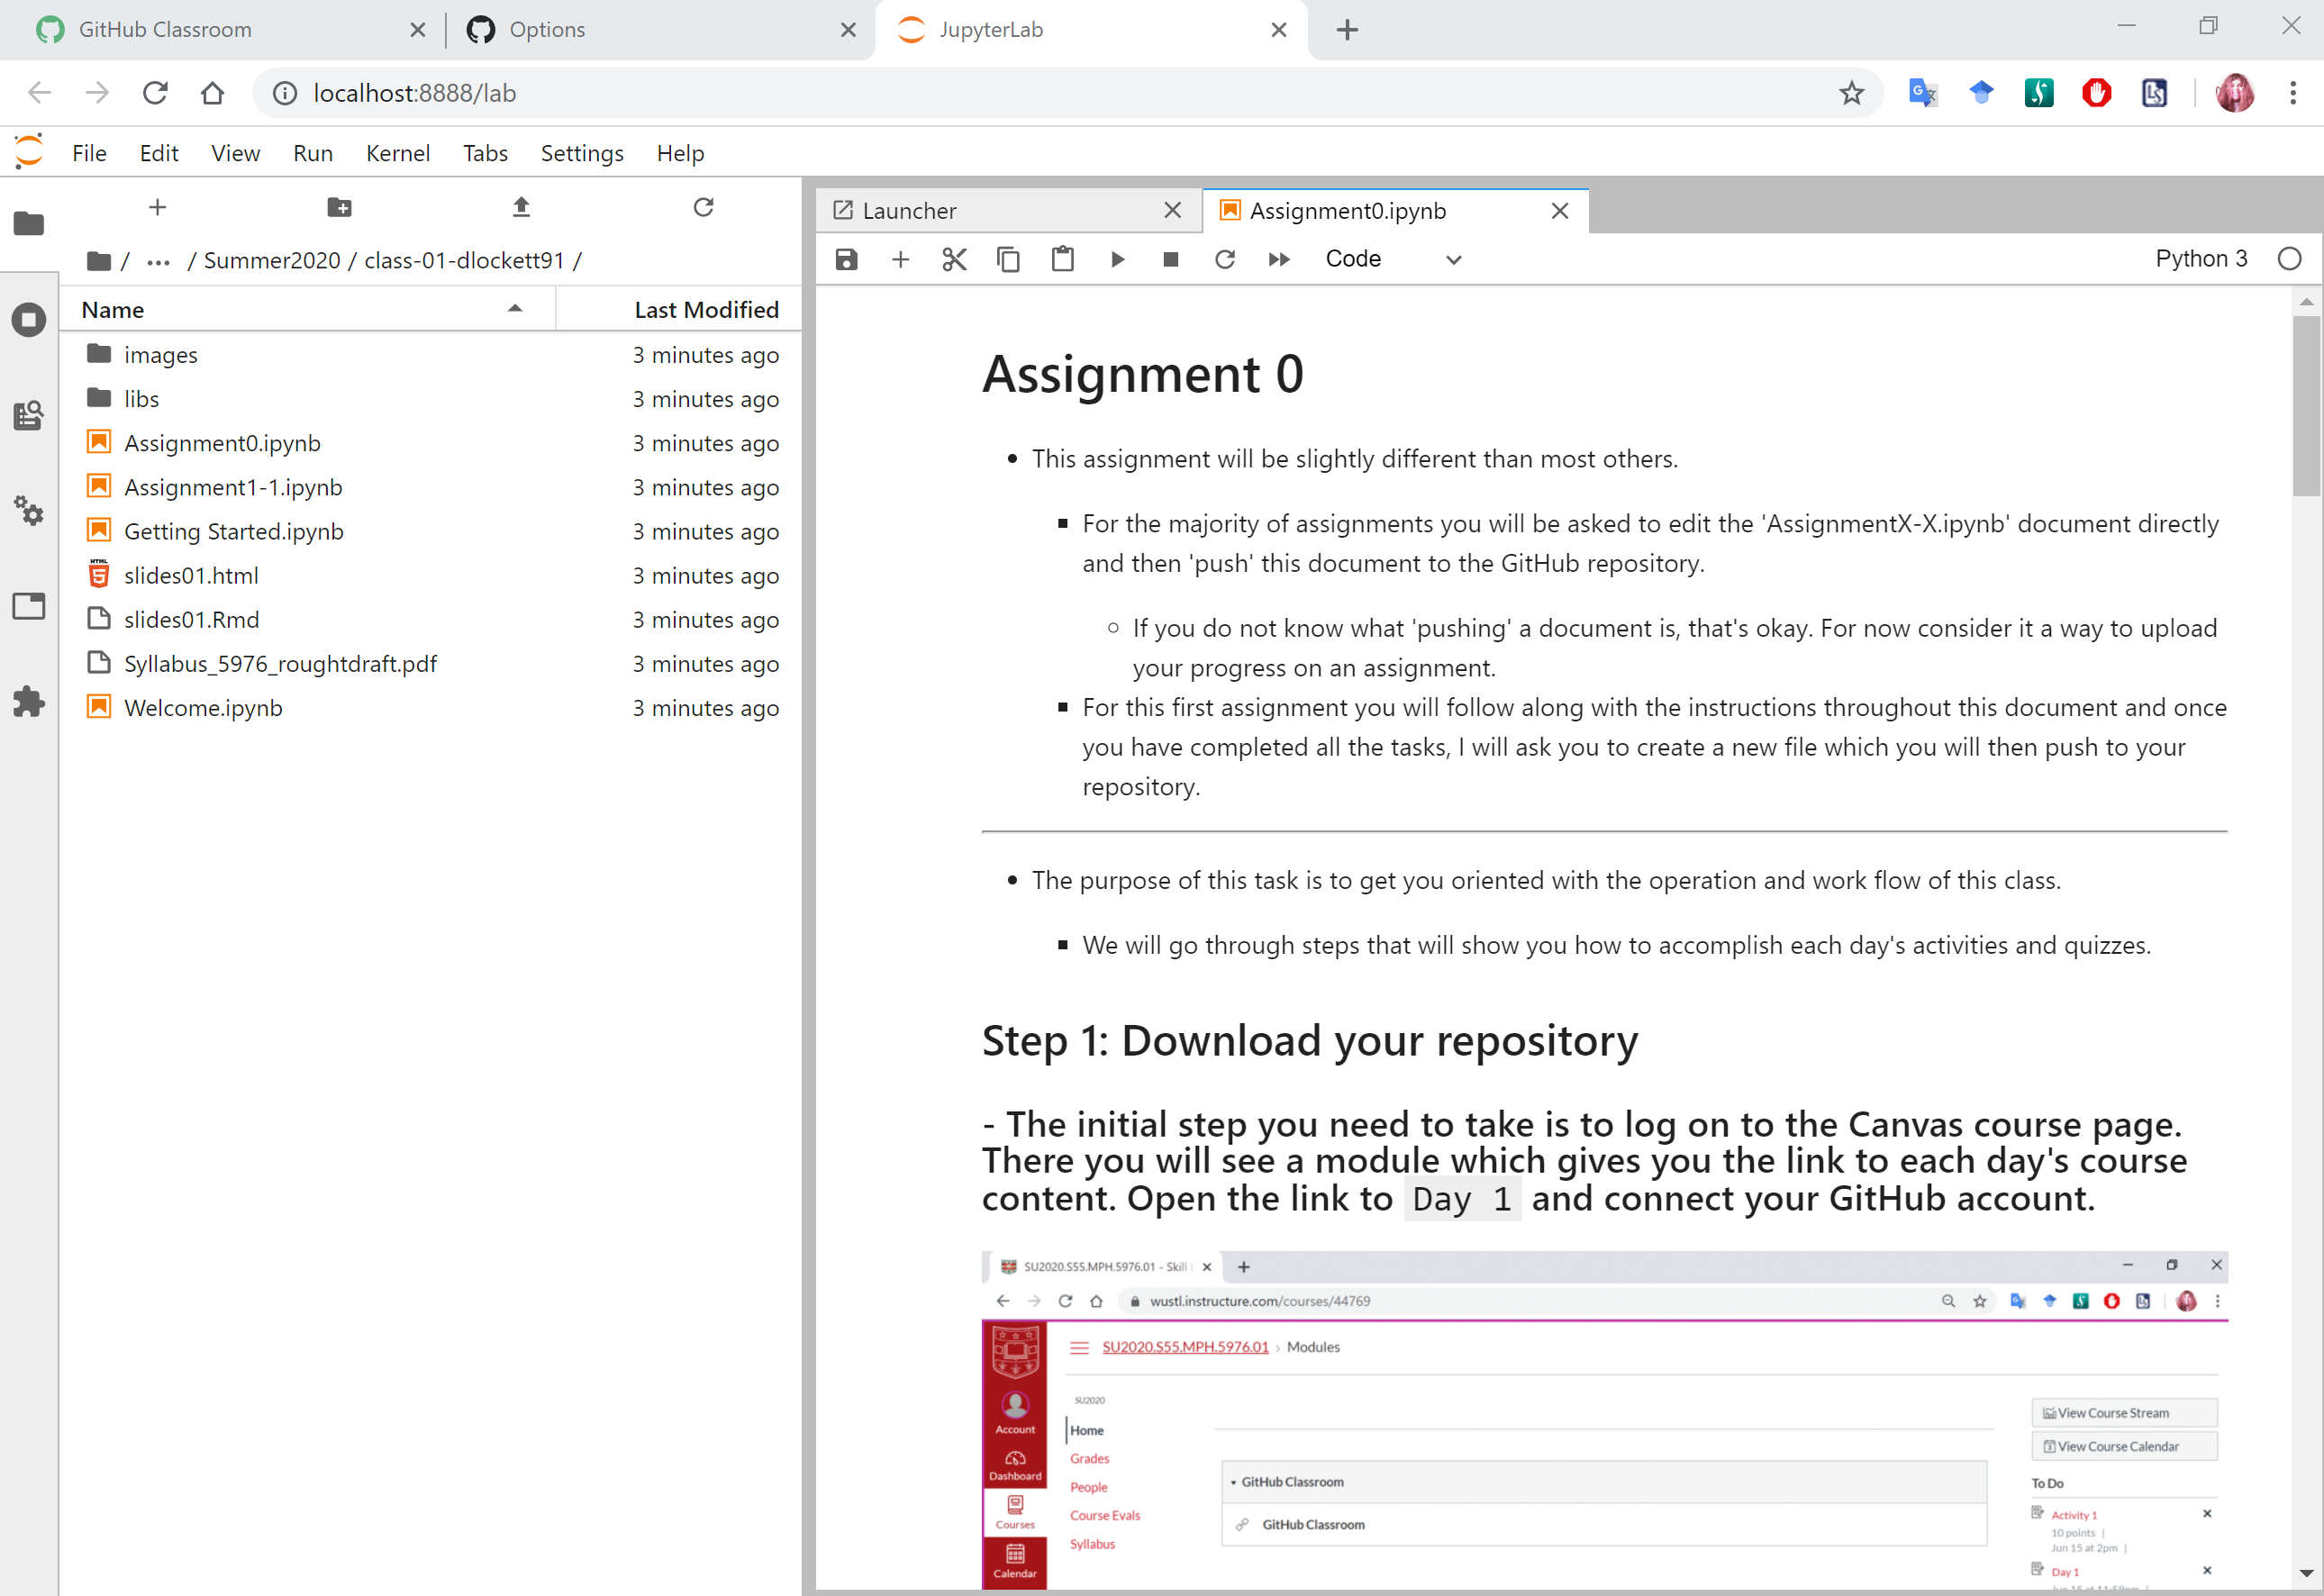 GitHub Classroom
Options
JupyterLab
localhost:8888/lab
File Edit View Run Kernel Tabs Settings Help
/ ··· / Summer2020 / class-01-dlockett91 /
Name Last Modified
images 3 minutes ago
libs 3 minutes ago
Assignment0.ipynb 3 minutes ago
Assignment1-1.ipynb 3 minutes ago
Getting Started.ipynb 3 minutes ago
slides01.html 3 minutes ago
slides01.Rmd 3 minutes ago
Syllabus_5976_roughtdraft.pdf 3 minutes ago
Welcome.ipynb 3 minutes ago
Launcher
Assignment0.ipynb
Code
Python 3
Assignment 0
This assignment will be slightly different than most others.
For the majority of assignments you will be asked to edit the 'AssignmentX-X.ipynb' document directly
and then 'push' this document to the GitHub repository.
If you do not know what 'pushing' a document is, that's okay. For now consider it a way to upload
your progress on an assignment.
For this first assignment you will follow along with the instructions throughout this document and once
you have completed all the tasks, I will ask you to create a new file which you will then push to your
repository.
The purpose of this task is to get you oriented with the operation and work flow of this class.
We will go through steps that will show you how to accomplish each day's activities and quizzes.
Step 1: Download your repository
- The initial step you need to take is to log on to the Canvas course page.
There you will see a module which gives you the link to each day's course
content. Open the link to Day 1 and connect your GitHub account.
SU2020.S55.MPH.5976.01 - Skill
wustl.instructure.com/courses/44769
SU2020.S55.MPH.5976.01 › Modules
Account
Dashboard
Courses
Calendar
SU2020
Home
Grades
People
Course Evals
Syllabus
GitHub Classroom
GitHub Classroom
View Course Stream
View Course Calendar
To Do
Activity 1
10 points |
Jun 15 at 2pm |
Day 1